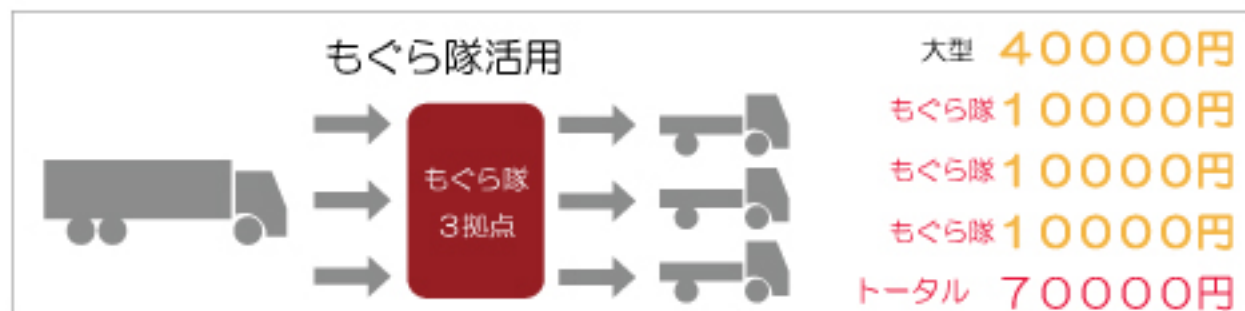 もぐら隊活用
もぐら隊
3拠点
大型 40000円
もぐら隊 10000円
もぐら隊 10000円
もぐら隊 10000円
トータル 70000円